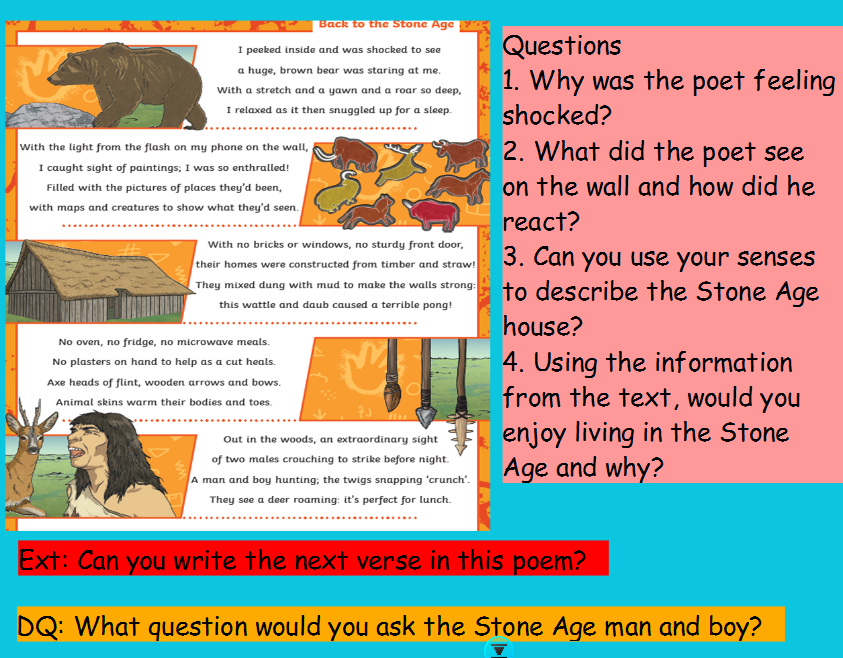 Back to the Stone Age
I peeked inside and was shocked to see
a huge, brown bear was staring at me.
With a stretch and a yawn and a roar so deep,
I relaxed as it then snuggled up for a sleep.
With the light from the flash on my phone on the wall,
I caught sight of paintings; I was so enthralled!
Filled with the pictures of places they'd been,
with maps and creatures to show what they'd seen.
With no bricks or windows, no sturdy front door,
their homes were constructed from timber and straw!
They mixed dung with mud to make the walls strong:
this wattle and daub caused a terrible pong!
No oven, no fridge, no microwave meals.
No plasters on hand to help as a cut heals.
Axe heads of flint, wooden arrows and bows.
Animal skins warm their bodies and toes.
Out in the woods, an extraordinary sight
of two males crouching to strike before night.
A man and boy hunting; the twigs snapping 'crunch'.
They see a deer roaming: it's perfect for lunch.
Questions
1. Why was the poet feeling
shocked?
2. What did the poet see
on the wall and how did he
react?
3. Can you use your senses
to describe the Stone Age
house?
4. Using the information
from the text, would you
enjoy living in the Stone
Age and why?
Ext: Can you write the next verse in this poem?
DQ: What question would you ask the Stone Age man and boy?